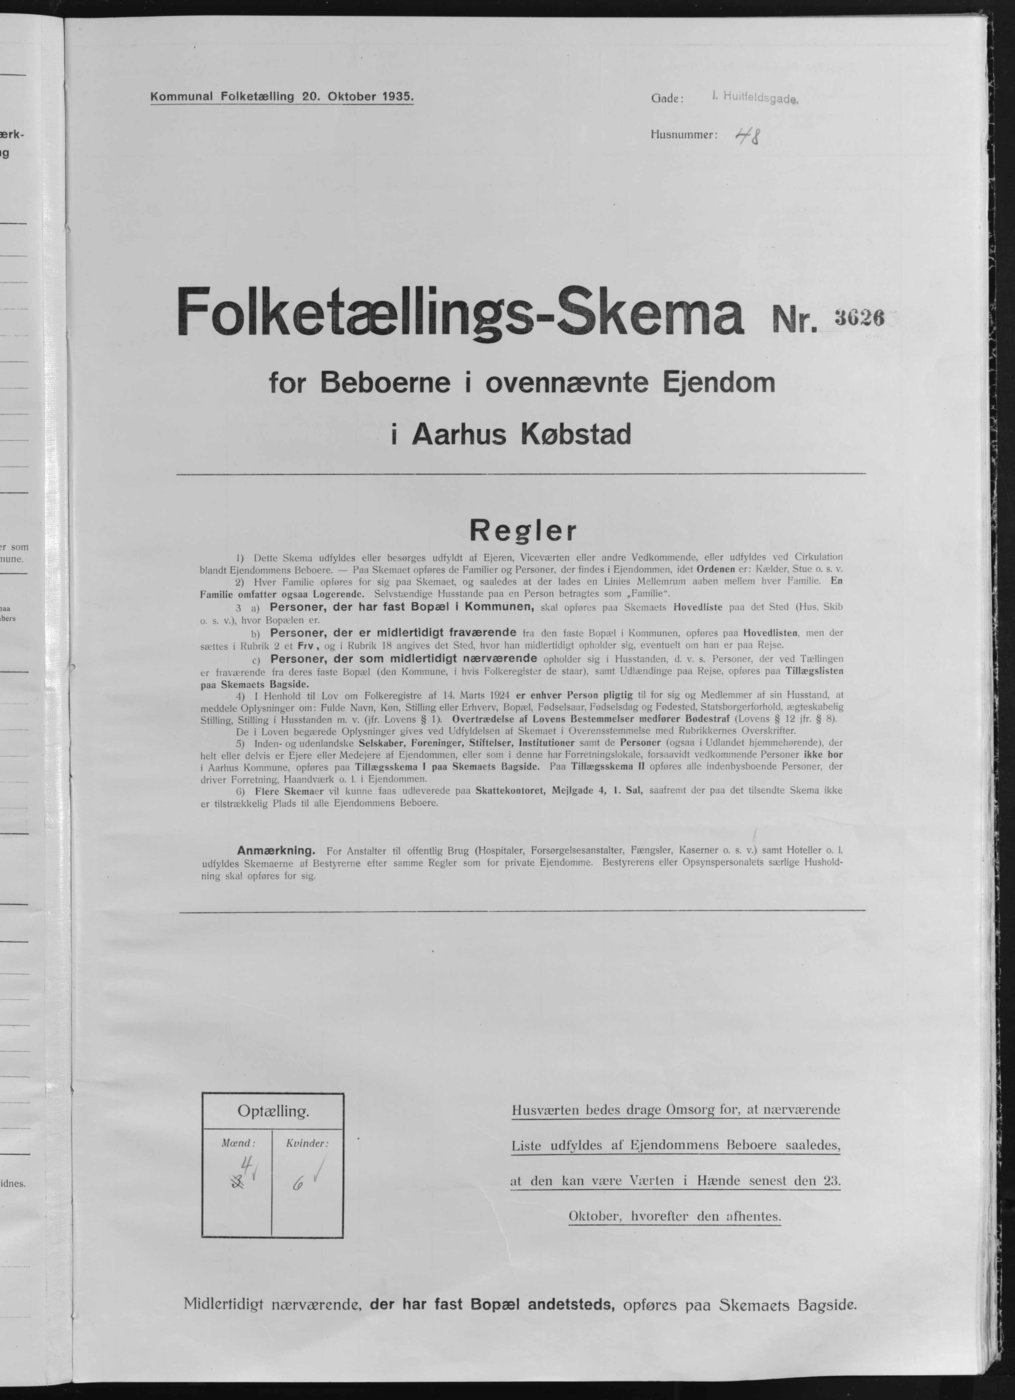 Kommunal Folketælling 20. Oktober 1935.
Gade: I. Huitfeldsgade.
Husnummer: 48
Folketællings-Skema Nr. 3626
for Beboerne i ovennævnte Ejendom
i Aarhus Købstad
Regler
1) Dette Skema udfyldes eller besørges udfyldt af Ejeren, Viceværten eller andre Vedkommende, eller udfyldes ved Cirkulation
blandt Ejendommens Beboere. — Paa Skemaet opføres de Familier og Personer, der findes i Ejendommen, idet Ordenen er: Kælder, Stue o. s. v.
2) Hver Familie opføres for sig paa Skemaet, og saaledes at der lades en Linies Mellemrum aaben mellem hver Familie. En
Familie omfatter ogsaa Logerende. Selvstændige Husstande paa en Person betragtes som „Familie“.
3 a) Personer, der har fast Bopæl i Kommunen, skal opføres paa Skemaets Hovedliste paa det Sted (Hus, Skib
o. s. v.), hvor Bopælen er.
b) Personer, der er midlertidigt fraværende fra den faste Bopæl i Kommunen, opføres paa Hovedlisten, men der
sættes i Rubrik 2 et Frv., og i Rubrik 18 angives det Sted, hvor han midlertidigt opholder sig, eventuelt om han er paa Rejse.
c) Personer, der som midlertidigt nærværende opholder sig i Husstanden, d. v. s. Personer, der ved Tællingen
er fraværende fra deres faste Bopæl (den Kommune, i hvis Folkeregister de staar), samt Udlændinge paa Rejse, opføres paa Tillægslisten
paa Skemaets Bagside.
4) I Henhold til Lov om Folkeregistre af 14. Marts 1924 er enhver Person pligtig til for sig og Medlemmer af sin Husstand, at
meddele Oplysninger om: Fulde Navn, Køn, Stilling eller Erhverv, Bopæl, Fødselsaar, Fødselsdag og Fødested, Statsborgerforhold, ægteskabelig
Stilling, Stilling i Husstanden m. v. (jfr. Lovens § 1). Overtrædelse af Lovens Bestemmelser medfører Bødestraf (Lovens § 12 jfr. § 8).
De i Loven begærede Oplysninger gives ved Udfyldelsen af Skemaet i Overensstemmelse med Rubrikkernes Overskrifter.
5) Inden- og udenlandske Selskaber, Foreninger, Stiftelser, Institutioner samt de Personer (ogsaa i Udlandet hjemmehørende), der
helt eller delvis er Ejere eller Medejere af Ejendommen, eller som i denne har Forretningslokale, forsaavidt vedkommende Personer ikke bor
i Aarhus Kommune, opføres paa Tillægsskema I paa Skemaets Bagside. Paa Tillægsskema II opføres alle indenbysboende Personer, der
driver Forretning, Haandværk o. l. i Ejendommen.
6) Flere Skemaer vil kunne faas udleverede paa Skattekontoret, Mejlgade 4, 1. Sal, saafremt der paa det tilsendte Skema ikke
er tilstrækkelig Plads til alle Ejendommens Beboere.
Anmærkning. For Anstalter til offentlig Brug (Hospitaler, Forsørgelsesanstalter, Fængsler, Kaserner o. s. v.) samt Hoteller o. l.
udfyldes Skemaerne af Bestyrerne efter samme Regler som for private Ejendomme. Bestyrerens eller Opsynspersonalets særlige Hushold-
ning skal opføres for sig.
Optælling.
Mænd: Kvinder:
4
3 6
Husværten bedes drage Omsorg for, at nærværende
Liste udfyldes af Ejendommens Beboere saaledes,
at den kan være Værten i Hænde senest den 23.
Oktober, hvorefter den afhentes.
Midlertidigt nærværende, der har fast Bopæl andetsteds, opføres paa Skemaets Bagside.